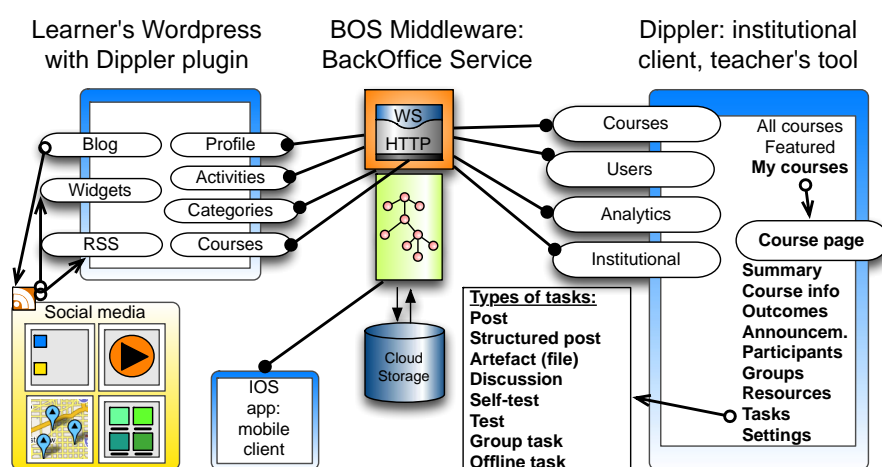 Learner's Wordpress
with Dippler plugin
BOS Middleware:
BackOffice Service
Dippler: institutional
client, teacher's tool
Blog
Widgets
RSS
Profile
Activities
Categories
Courses
WS
HTTP
Courses
Users
Analytics
Institutional
All courses
Featured
My courses
Course page
Summary
Course info
Outcomes
Announcem.
Participants
Groups
Resources
Tasks
Settings
Social media
IOS
app:
mobile
client
Cloud
Storage
Types of tasks:
Post
Structured post
Artefact (file)
Discussion
Self-test
Test
Group task
Offline task